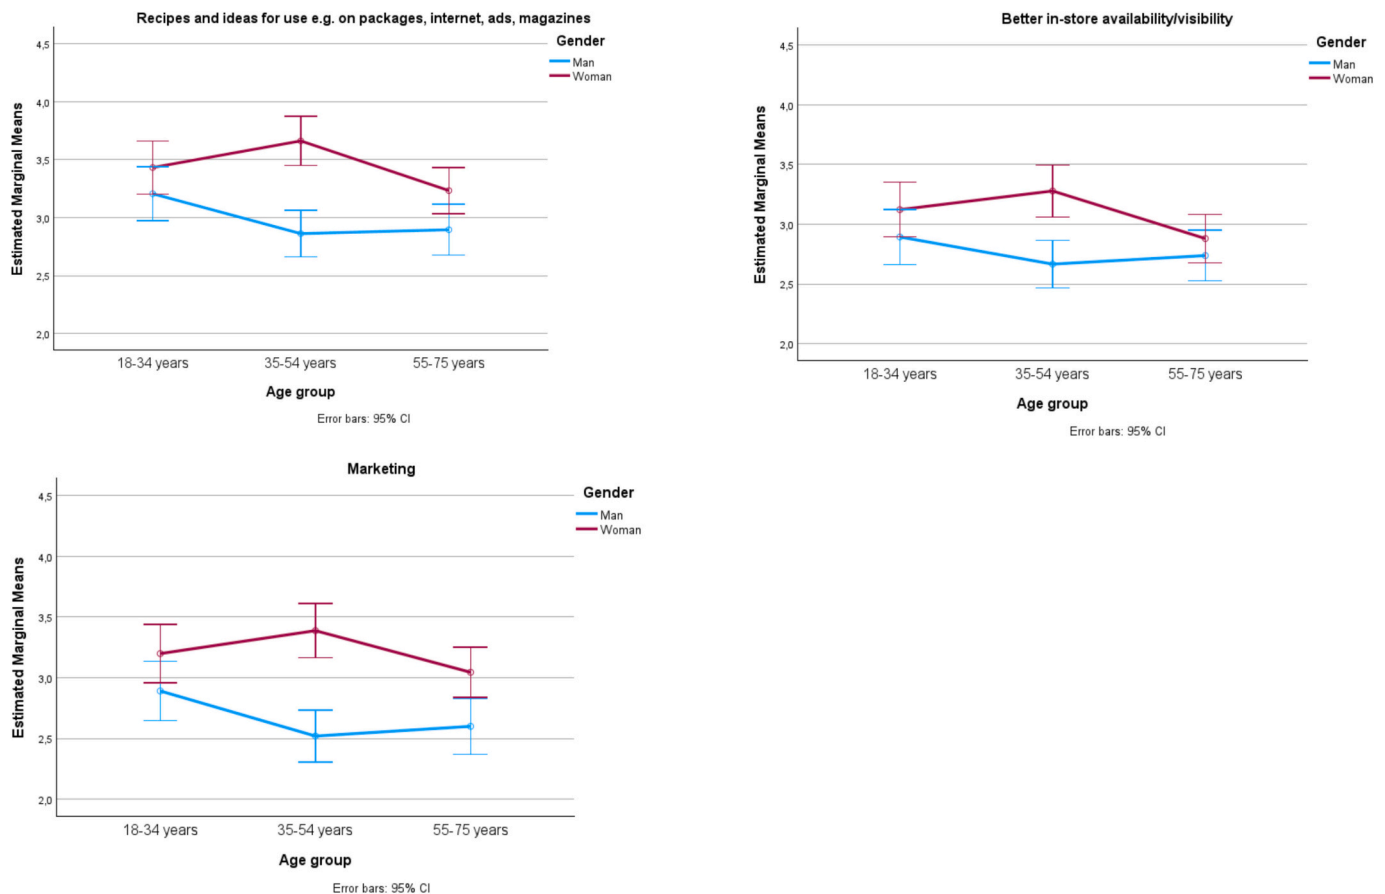 Recipes and ideas for use e.g. on packages, internet, ads, magazines
Gender
Man
Woman
Estimated Marginal Means
4,5
4,0
3,5
3,0
2,5
2,0
18-34 years
35-54 years
55-75 years
Age group
Error bars: 95% CI
Better in-store availability/visibility
Gender
Man
Woman
Estimated Marginal Means
4,5
4,0
3,5
3,0
2,5
2,0
18-34 years
35-54 years
55-75 years
Age group
Error bars: 95% CI
Marketing
Gender
Man
Woman
Estimated Marginal Means
4,5
4,0
3,5
3,0
2,5
2,0
18-34 years
35-54 years
55-75 years
Age group
Error bars: 95% CI